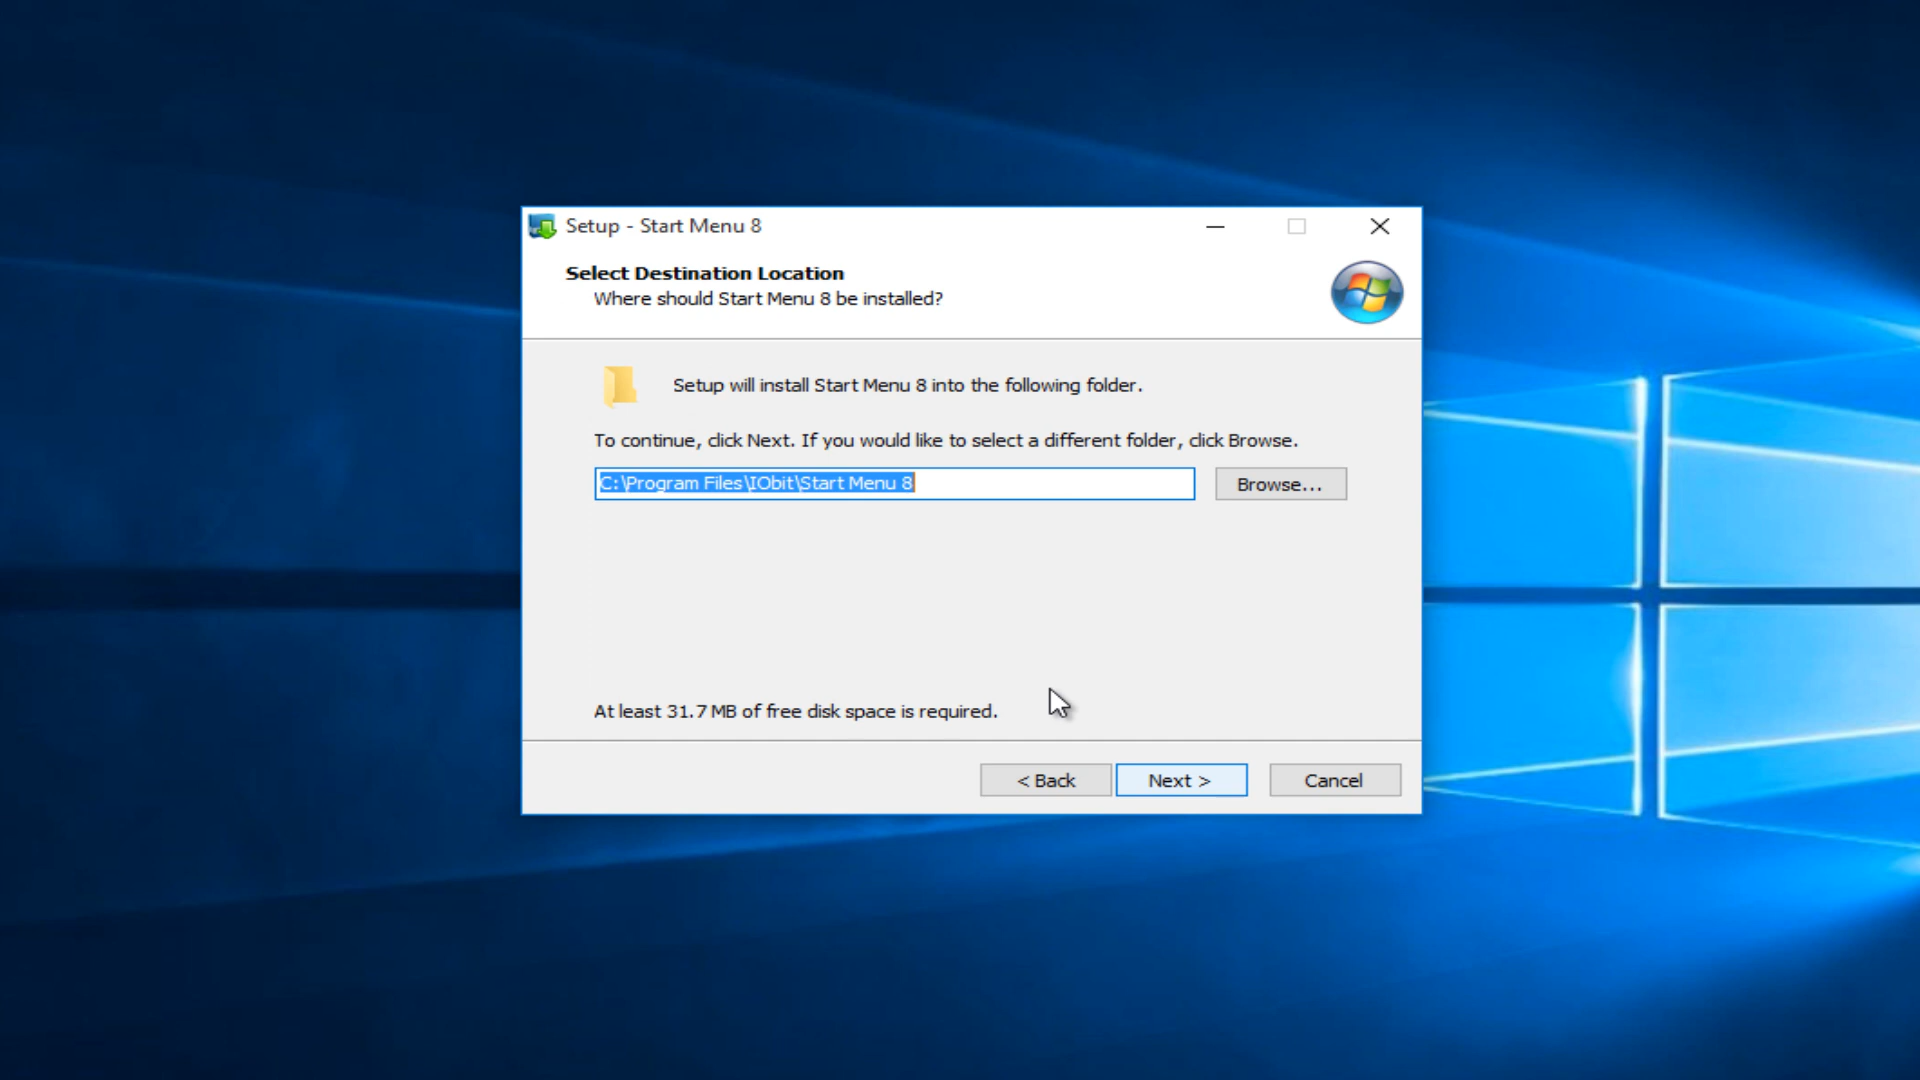 Setup - Start Menu 8
Select Destination Location
Where should Start Menu 8 be installed?
Setup will install Start Menu 8 into the following folder.
To continue, click Next. If you would like to select a different folder, click Browse.
C:\Program Files\IObit\Start Menu 8
Browse...
At least 31.7 MB of free disk space is required.
< Back
Next >
Cancel